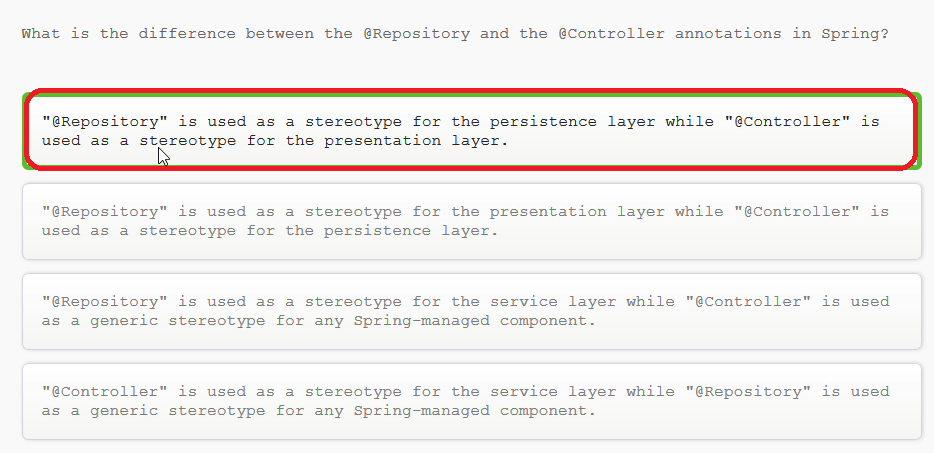 What is the difference between the @Repository and the @Controller annotations in Spring?
"@Repository" is used as a stereotype for the persistence layer while "@Controller" is
used as a stereotype for the presentation layer.
"@Repository" is used as a stereotype for the presentation layer while "@Controller" is
used as a stereotype for the persistence layer.
"@Repository" is used as a stereotype for the service layer while "@Controller" is used
as a generic stereotype for any Spring-managed component.
"@Controller" is used as a stereotype for the service layer while "@Repository" is used
as a generic stereotype for any Spring-managed component.